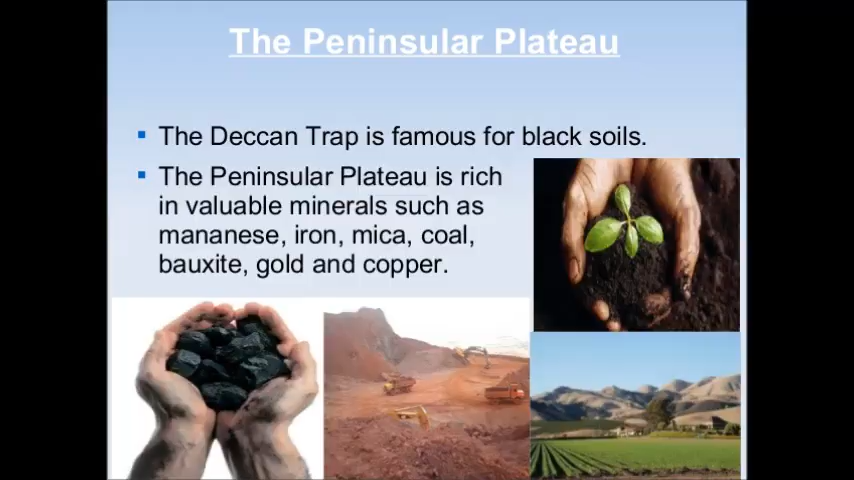 The Peninsular Plateau
The Deccan Trap is famous for black soils.
The Peninsular Plateau is rich
in valuable minerals such as
mananese, iron, mica, coal,
bauxite, gold and copper.